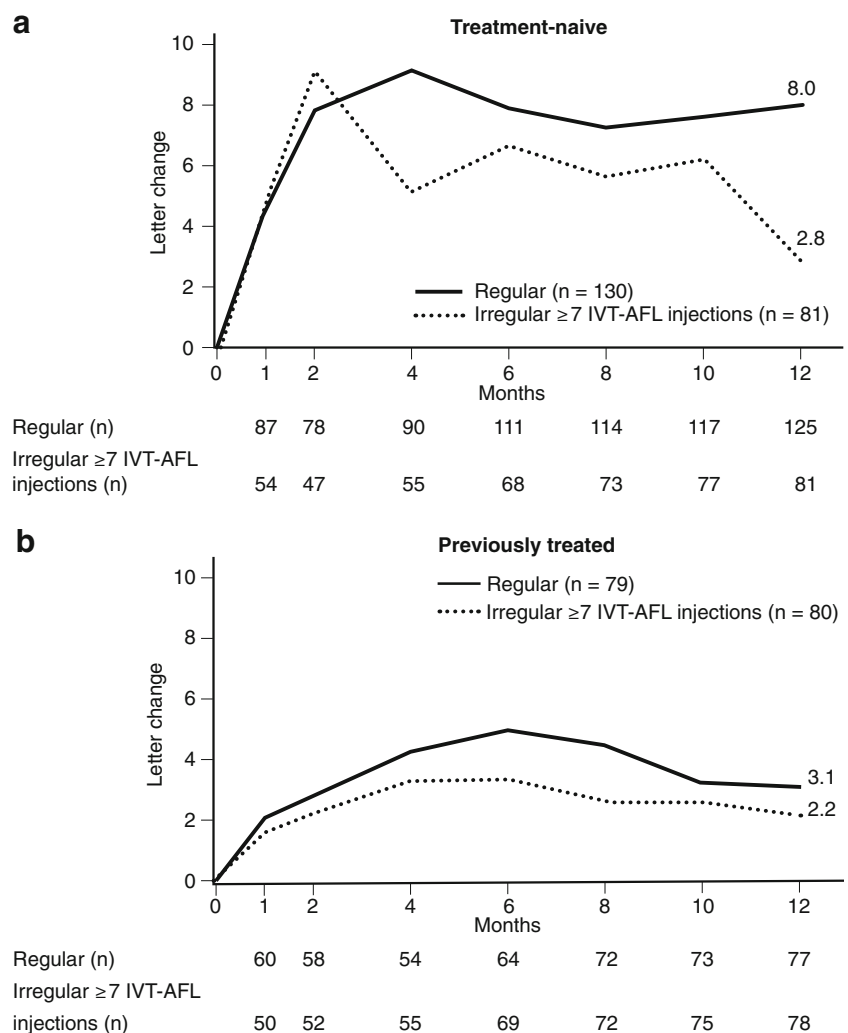 a
Treatment-naive
10
8
6
4
2
0
Letter change
8.0
2.8
Regular (n = 130)
Irregular ≥7 IVT-AFL injections (n = 81)
0 1 2 4 6 8 10 12
Months
Regular (n) 87 78 90 111 114 117 125
Irregular ≥7 IVT-AFL
injections (n) 54 47 55 68 73 77 81
b
Previously treated
Regular (n = 79)
Irregular ≥7 IVT-AFL injections (n = 80)
10
8
6
4
2
0
Letter change
3.1
2.2
0 1 2 4 6 8 10 12
Months
Regular (n) 60 58 54 64 72 73 77
Irregular ≥7 IVT-AFL
injections (n) 50 52 55 69 72 75 78